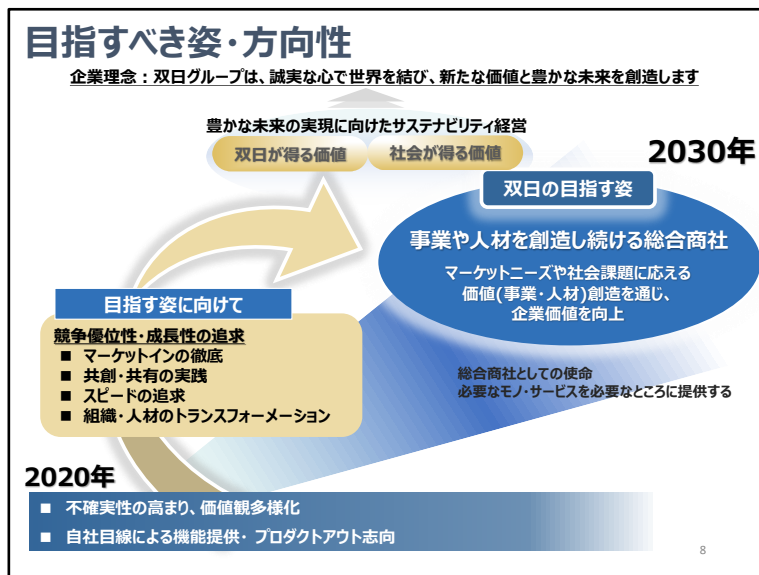 目指すべき姿・方向性
企業理念：双日グループは、誠実な心で世界を結び、新たな価値と豊かな未来を創造します
豊かな未来の実現に向けたサステナビリティ経営
双日が得る価値
社会が得る価値
2030年
双日の目指す姿
事業や人材を創造し続ける総合商社
マーケットニーズや社会課題に応える
価値(事業・人材)創造を通じ、
企業価値を向上
目指す姿に向けて
競争優位性・成長性の追求
■ マーケットインの徹底
■ 共創・共有の実践
■ スピードの追求
■ 組織・人材のトランスフォーメーション
総合商社としての使命
必要なモノ・サービスを必要なところに提供する
2020年
■ 不確実性の高まり、価値観多様化
■ 自社目線による機能提供・ プロダクトアウト志向
8